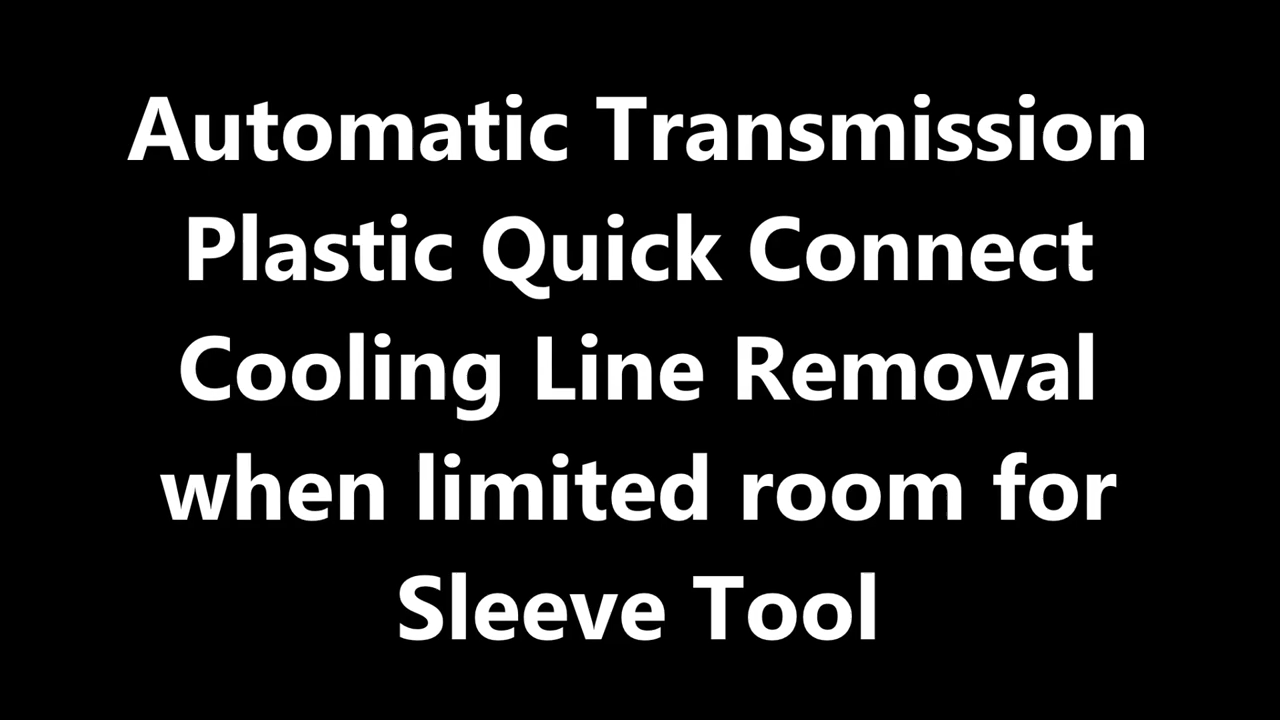 Automatic Transmission
Plastic Quick Connect
Cooling Line Removal
when limited room for
Sleeve Tool